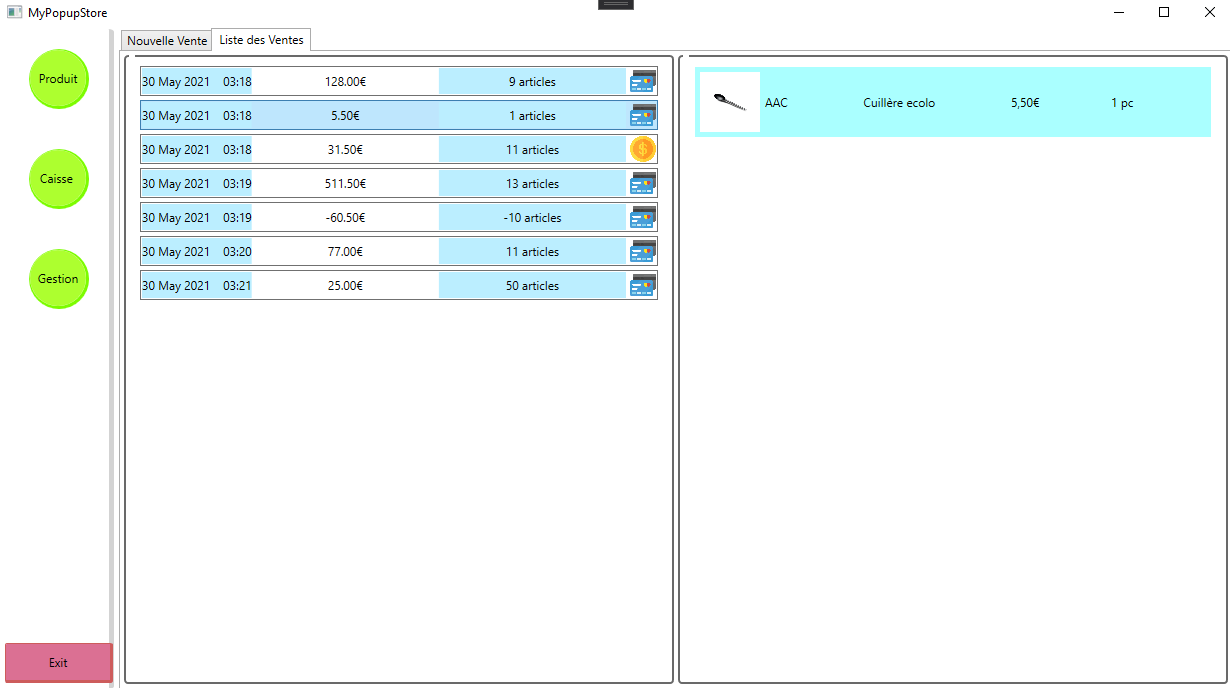 MyPopupStore
Nouvelle Vente Liste des Ventes
Produit
Caisse
Gestion
Exit
30 May 2021 03:18 128.00€ 9 articles
30 May 2021 03:18 5.50€ 1 articles
30 May 2021 03:18 31.50€ 11 articles
30 May 2021 03:19 511.50€ 13 articles
30 May 2021 03:19 -60.50€ -10 articles
30 May 2021 03:20 77.00€ 11 articles
30 May 2021 03:21 25.00€ 50 articles
AAC Cuillère ecolo 5,50€ 1 pc